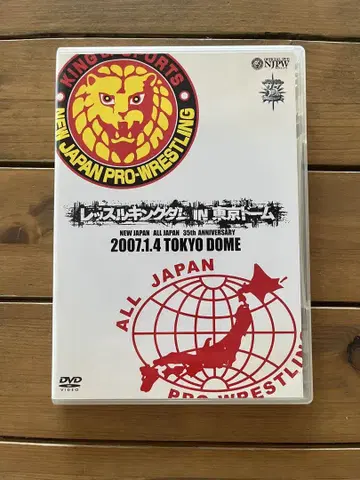 KING OF SPORTS
NEW JAPAN PRO-WRESTLING
NJPW
レッスルキングダム IN 東京ドーム
NEW JAPAN ALL JAPAN 35th ANNIVERSARY
2007.1.4 TOKYO DOME
ALL JAPAN
PRO-WRESTLING
DVD
VIDEO